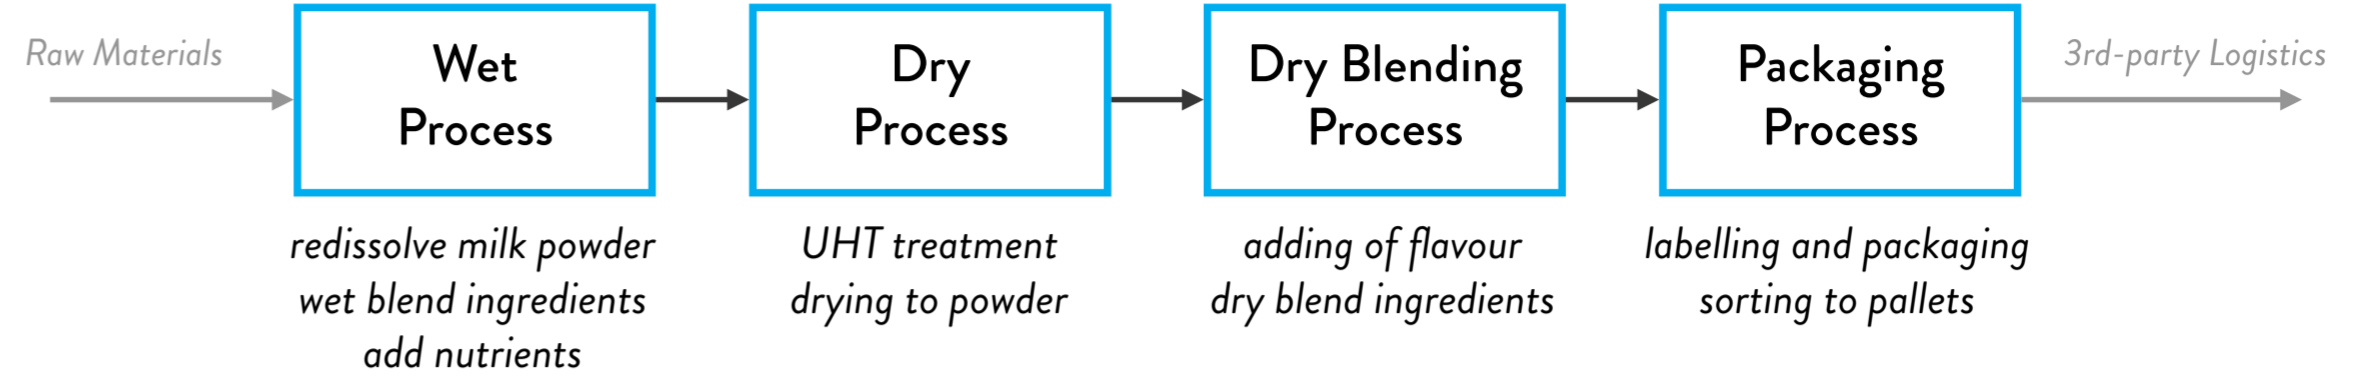 Raw Materials
Wet
Process
redissolve milk powder
wet blend ingredients
add nutrients
Dry
Process
UHT treatment
drying to powder
Dry Blending
Process
adding of flavour
dry blend ingredients
Packaging
Process
labelling and packaging
sorting to pallets
3rd-party Logistics